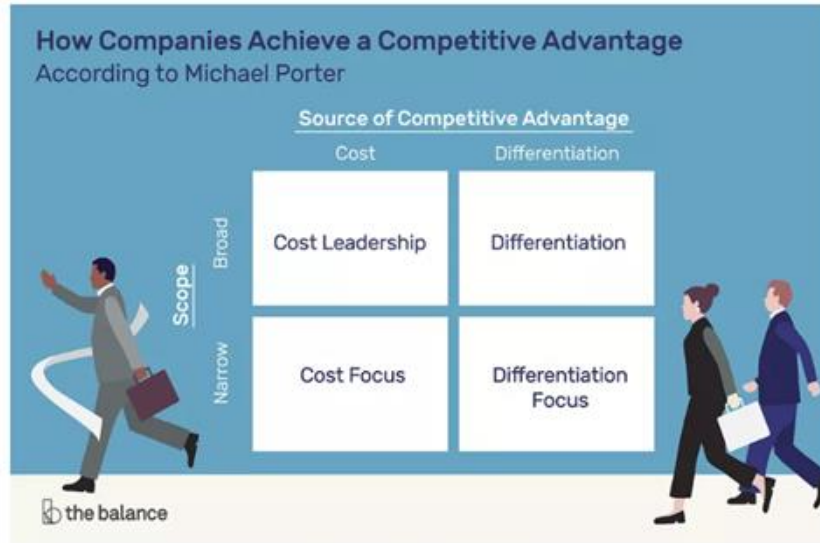 How Companies Achieve a Competitive Advantage
According to Michael Porter
Source of Competitive Advantage
Cost
Differentiation
Scope
Broad
Cost Leadership
Differentiation
Narrow
Cost Focus
Differentiation
Focus
the balance